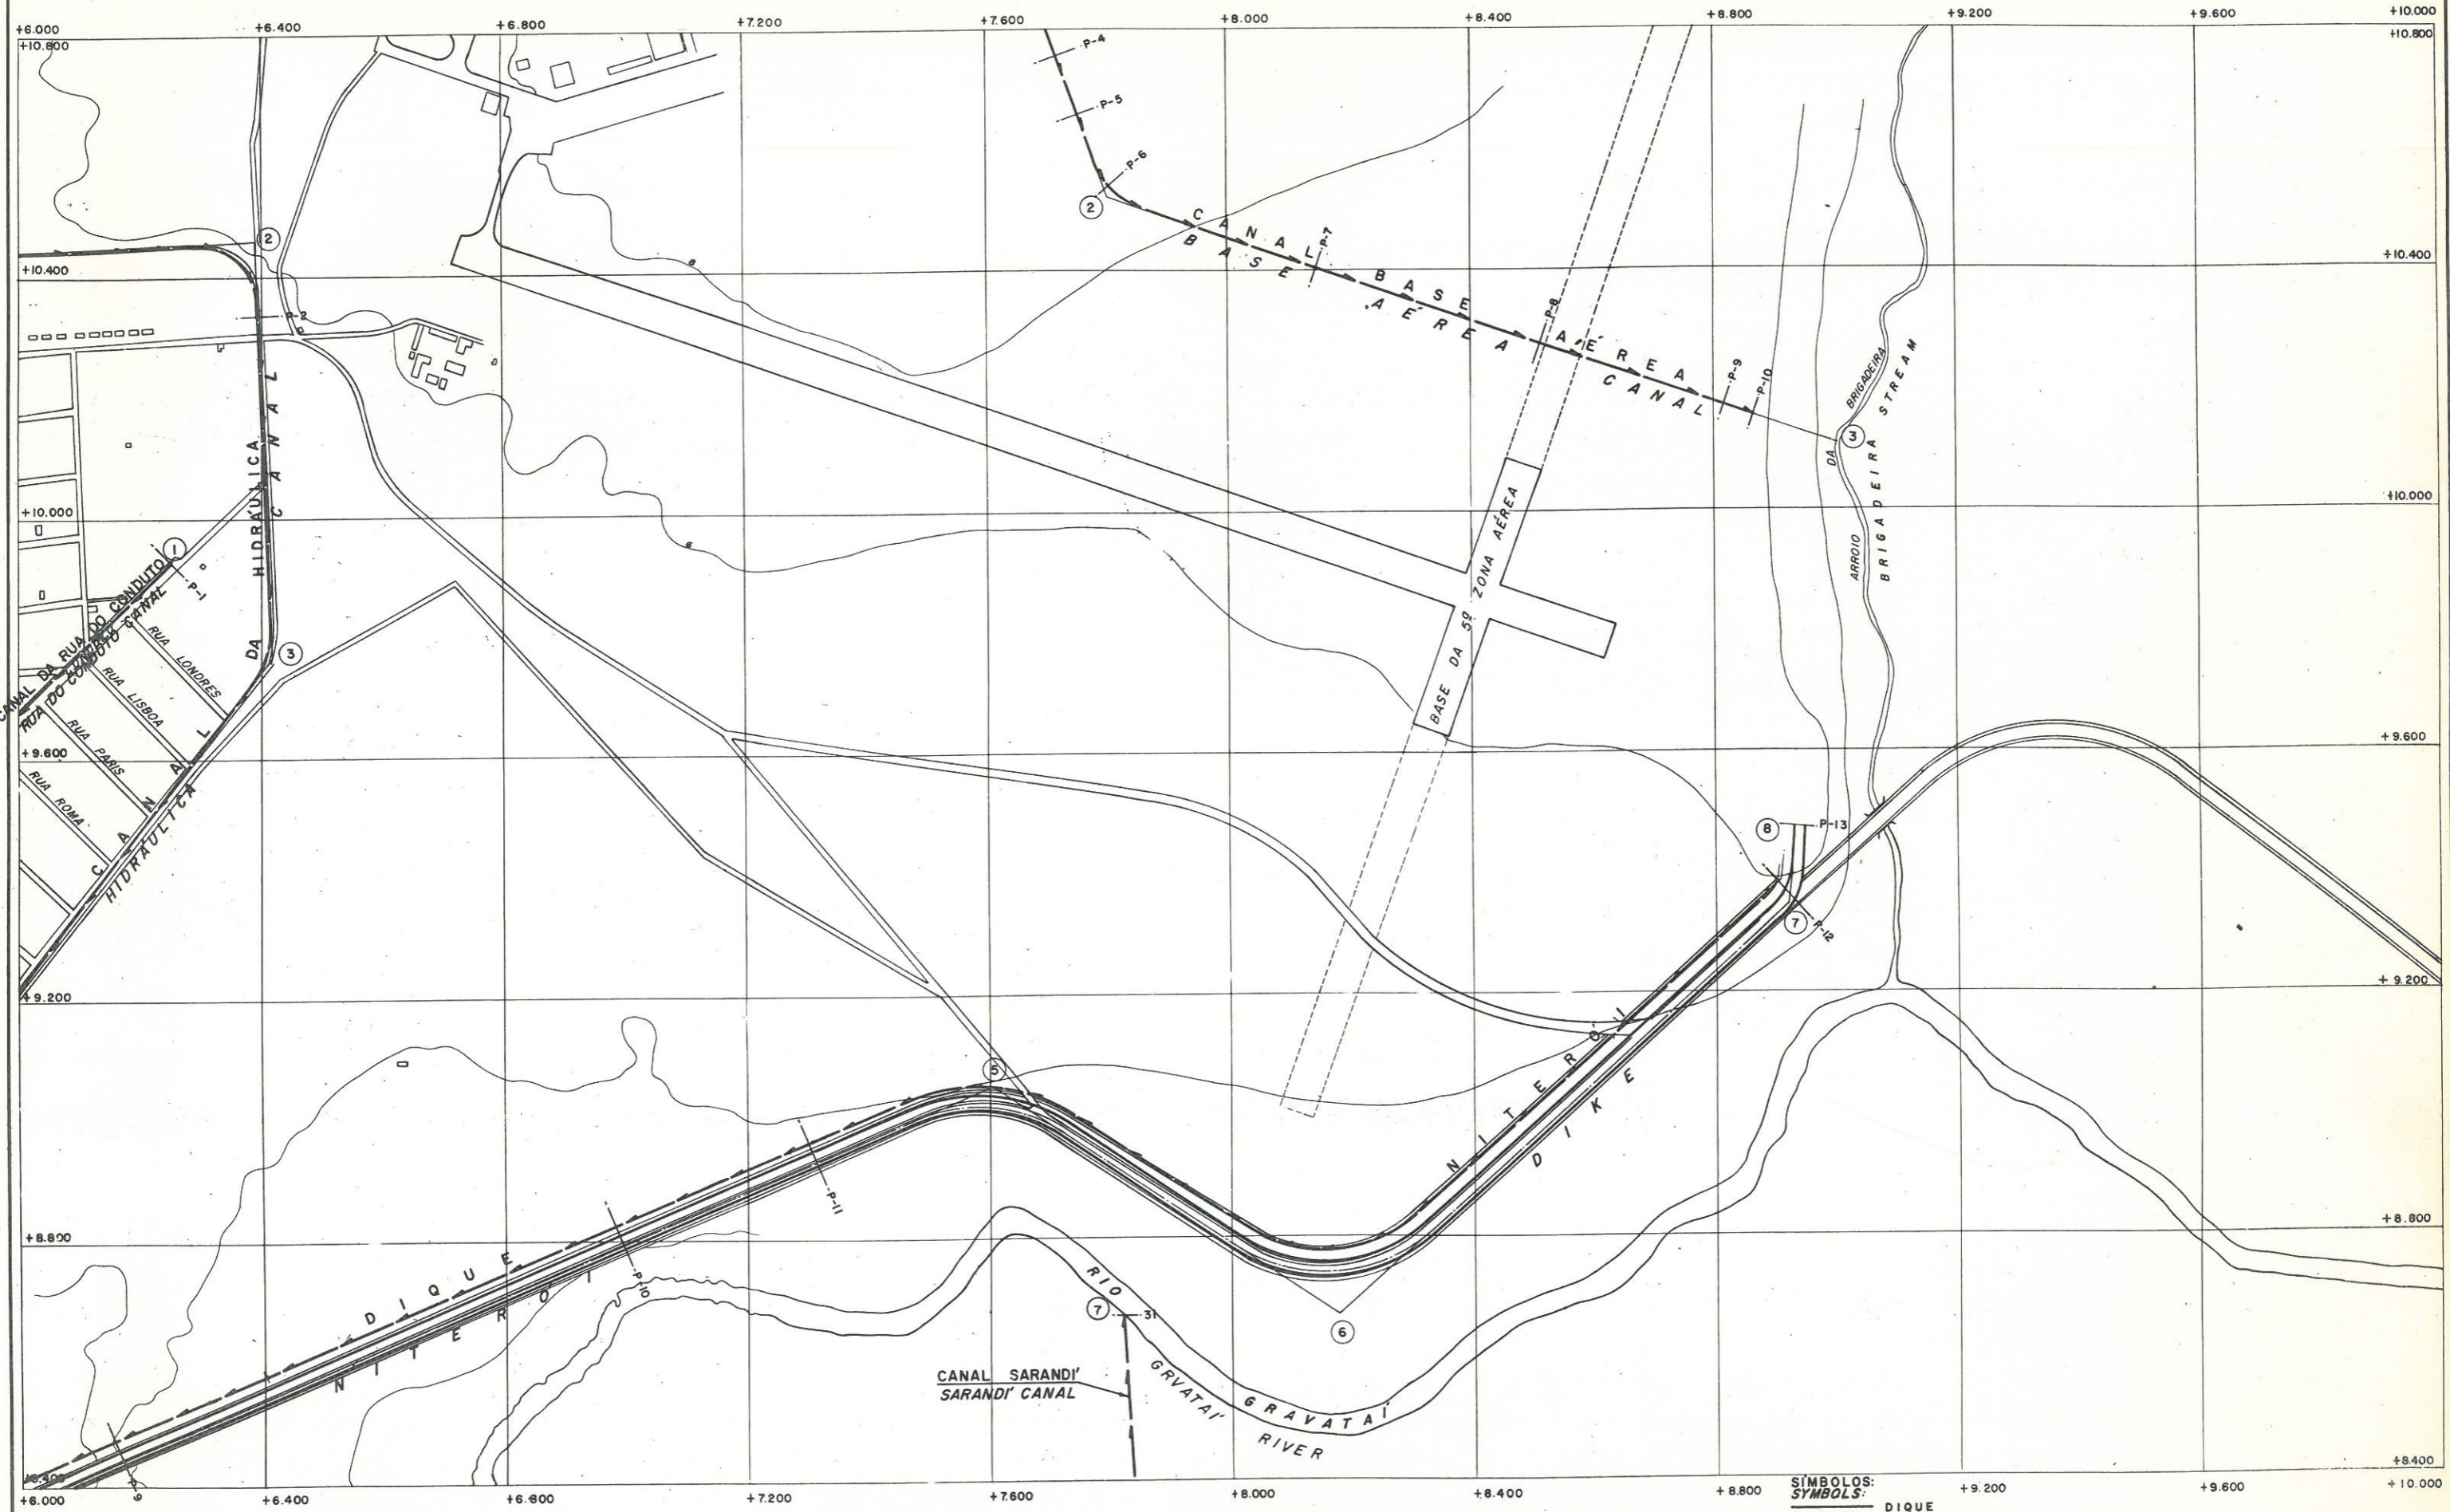 +6.000 +6.400 +6.800 +7.200 +7.600 +8.000 +8.400 +8.800 +9.200 +9.600 +10.000
+10.800 +10.800
P-4
P-5
P-6
2
CANAL BASE AÉREA
BASE AÉREA CANAL
P-7
P-8
P-9
P-10
3
2
+10.400 +10.400
P-2
BRIGADEIRA
STREAM
DA
ARROIO
BRIGADEIRA
CANAL
HIDRÁULICA
DA
+10.000 +10.000
1
P-1
CANAL DA RUA DO CONDUTO
RUA DO CONDUTO CANAL
RUA LONDRES
RUA LISBOA
RUA PARIS
RUA ROMA
3
CANAL
HIDRÁULICA
BASE DA 5ª ZONA AÉREA
+9.600 +9.600
8
P-13
7
P-12
+9.200 +9.200
5
NITERÓI
DIKE
P-11
+8.800 +8.800
P-10
DIQUE
NITEROI
RIO
7
31
6
GRVATAÍ
GRAVATAÍ
RIVER
CANAL SARANDÍ
SARANDÍ CANAL
+8.400 +8.400
+6.000 +6.400 +6.800 +7.200 +7.600 +8.000 +8.400 +8.800 +9.200 +9.600 +10.000
SÍMBOLOS:
SYMBOLS:
DIQUE